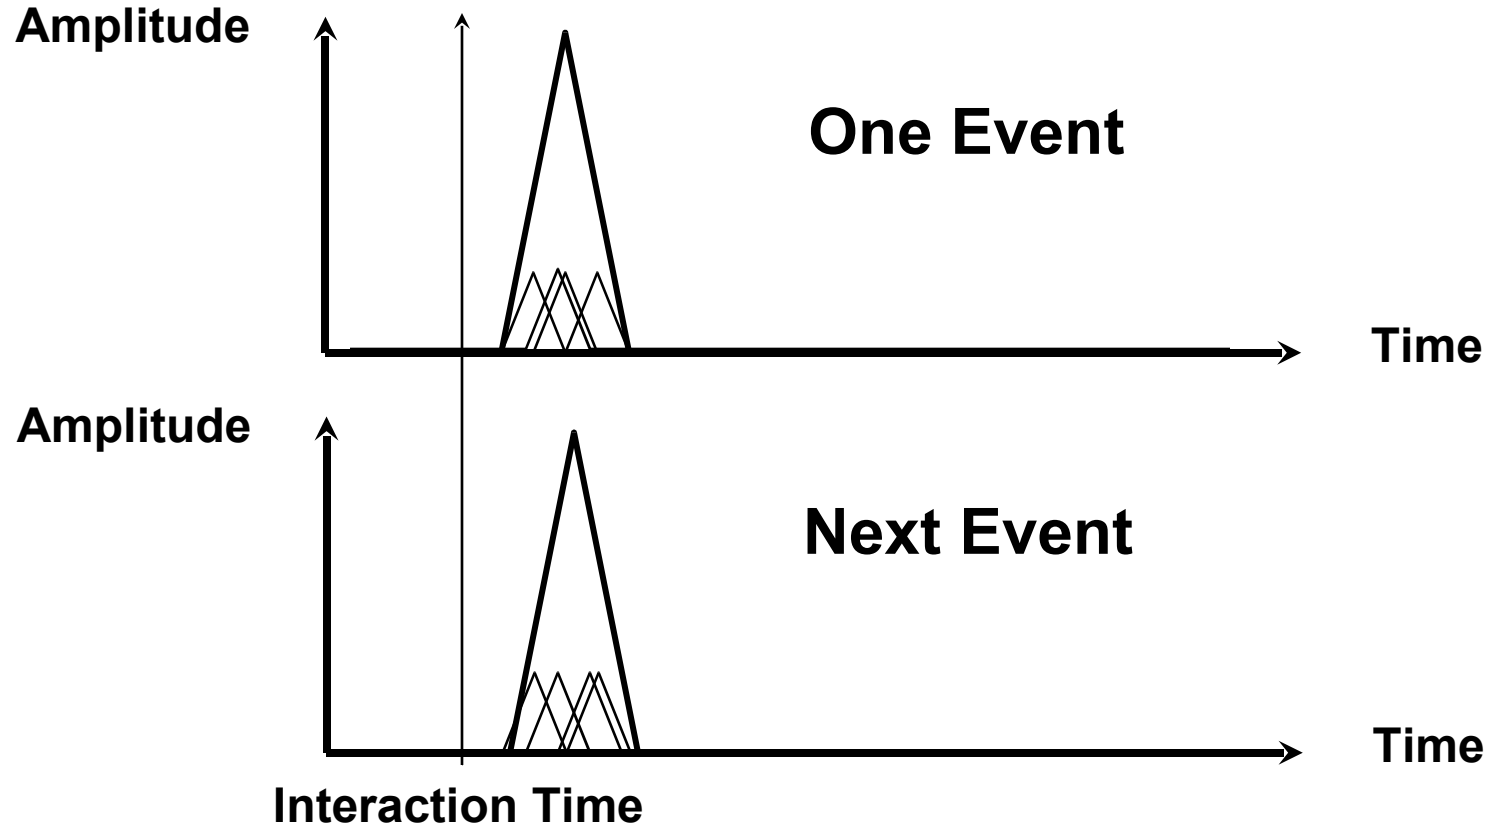 Amplitude
One Event
Time
Amplitude
Next Event
Time
Interaction Time